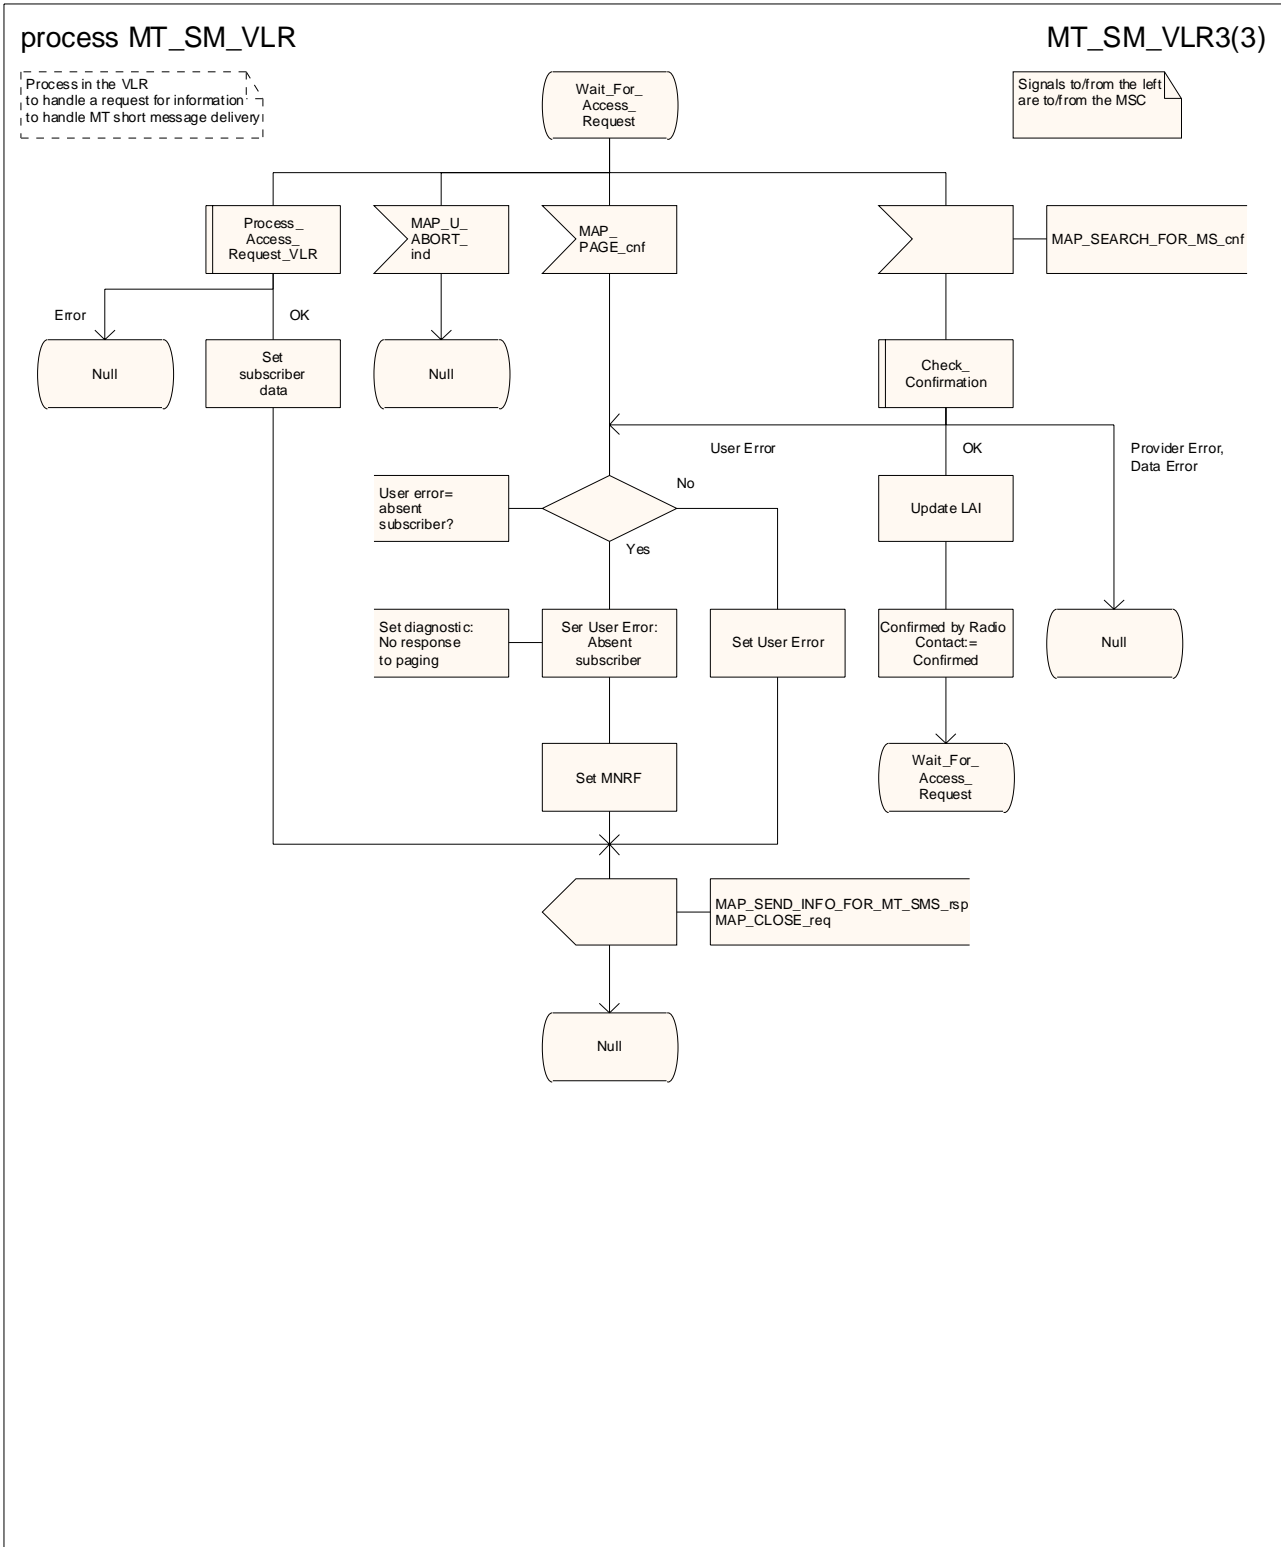 process MT_SM_VLR
MT_SM_VLR3(3)
Process in the VLR
to handle a request for information
to handle MT short message delivery
Wait_For_
Access_
Request
Signals to/from the left
are to/from the MSC
Process_
Access_
Request_VLR
MAP_U_
ABORT_
ind
MAP_
PAGE_cnf
MAP_SEARCH_FOR_MS_cnf
Error
OK
Null
Set
subscriber
data
Null
Check_
Confirmation
User Error
OK
Provider Error,
Data Error
User error=
absent
subscriber?
No
Yes
Update LAI
Set diagnostic:
No response
to paging
Ser User Error:
Absent
subscriber
Set User Error
Confirmed by Radio
Contact:=
Confirmed
Null
Set MNRF
Wait_For_
Access_
Request
MAP_SEND_INFO_FOR_MT_SMS_rsp
MAP_CLOSE_req
Null